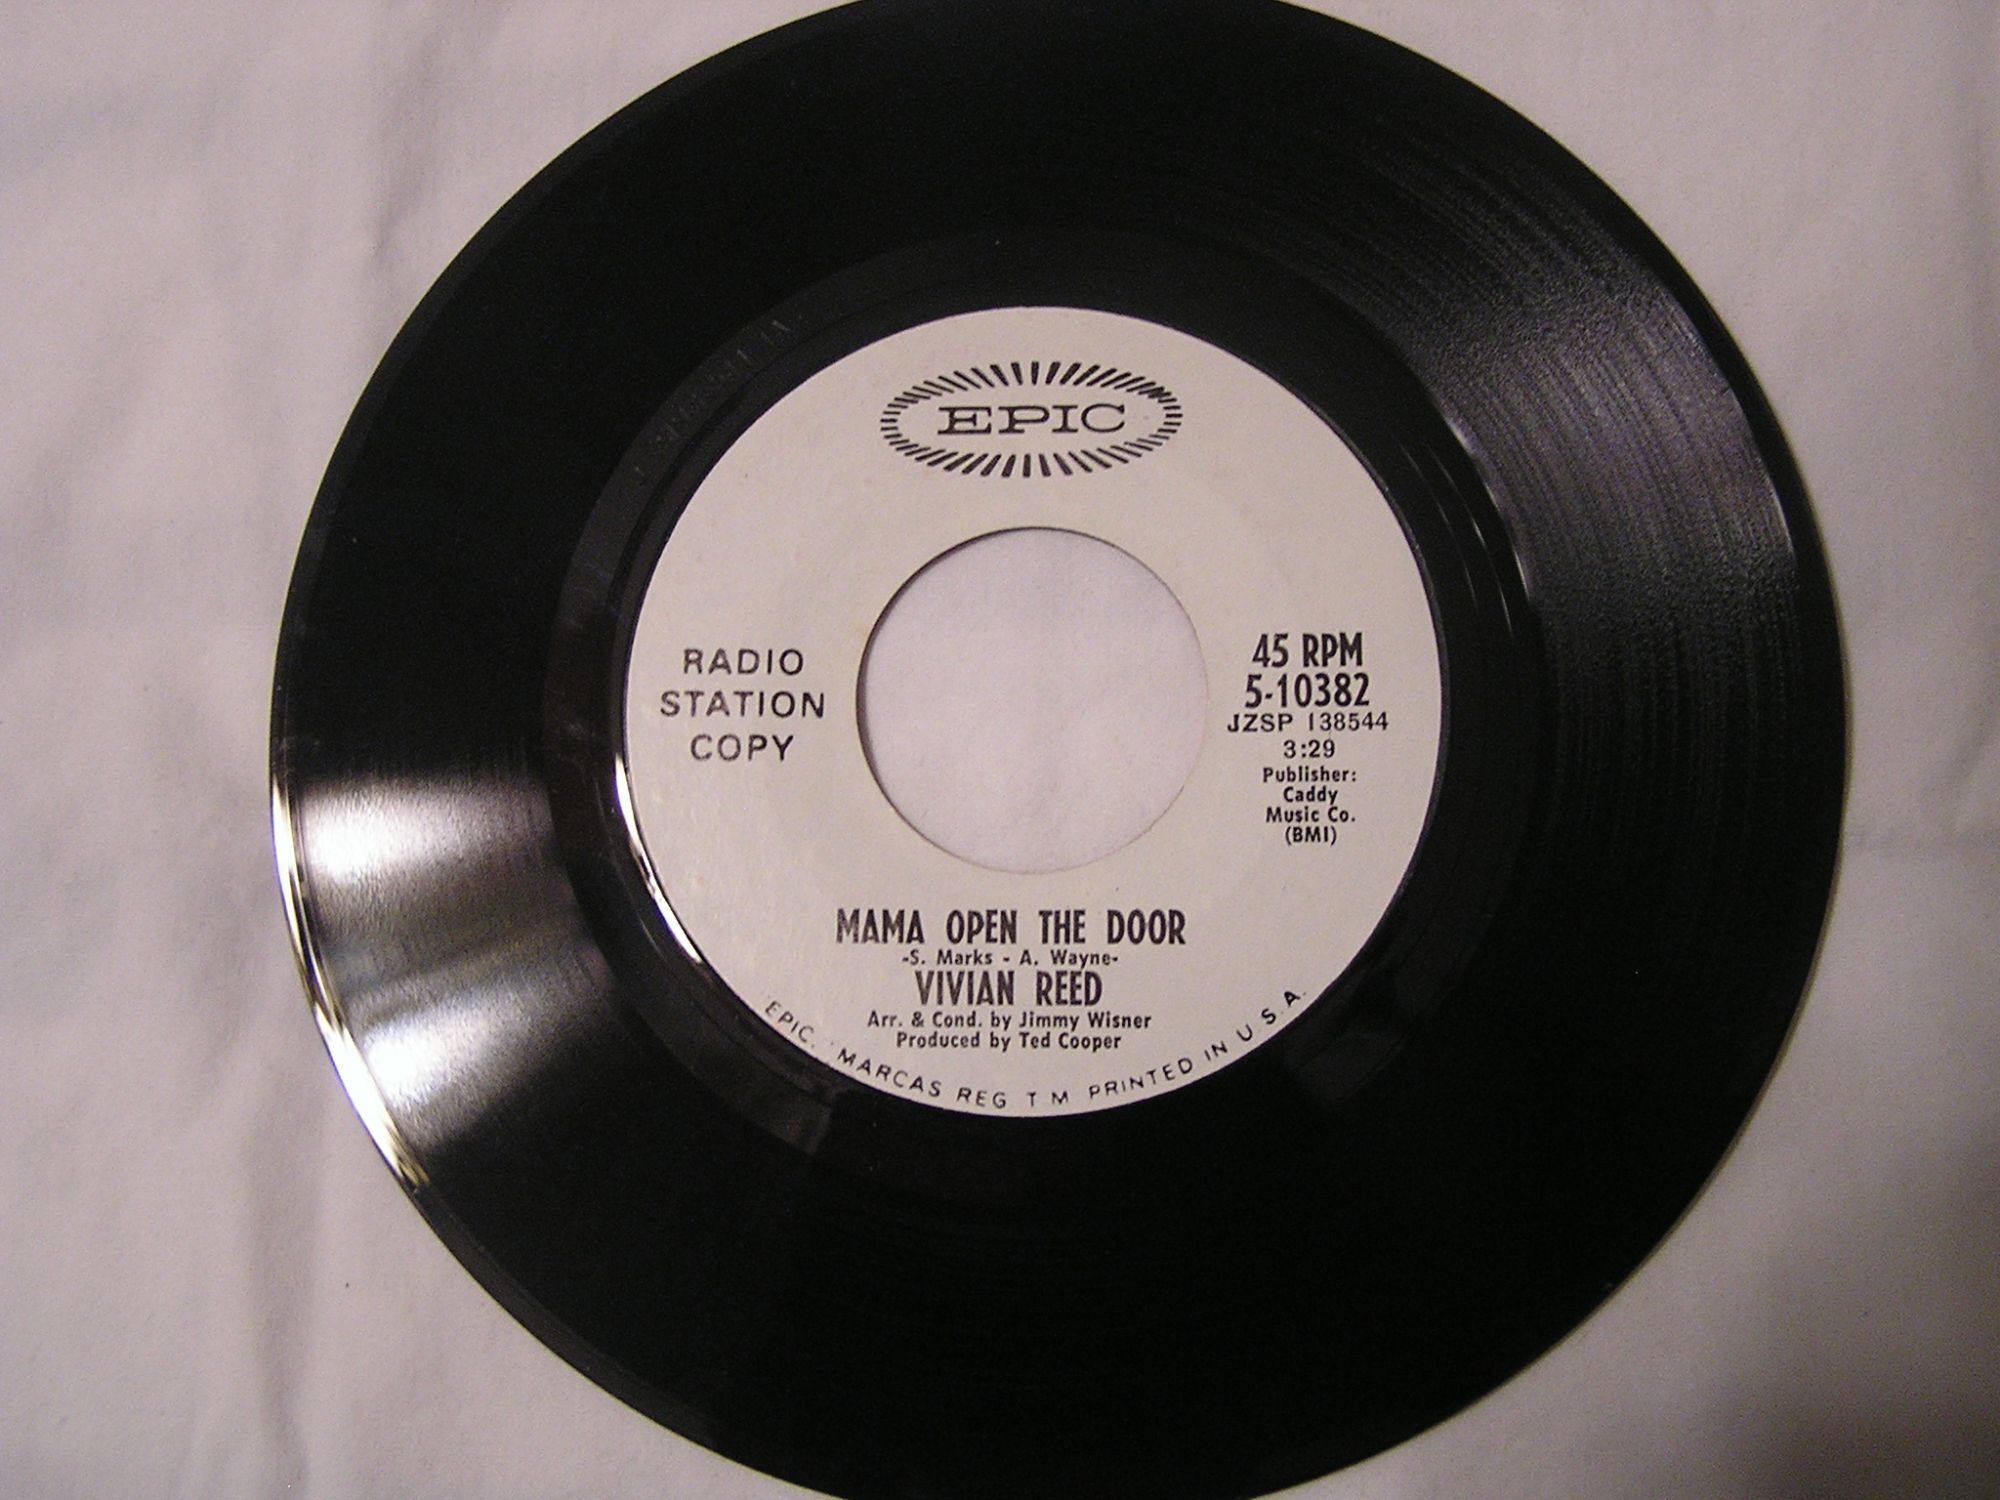 EPIC
RADIO
STATION
COPY
45 RPM
5-10382
JZSP 138544
3:29
Publisher:
Caddy
Music Co.
(BMI)
MAMA OPEN THE DOOR
-S. Marks - A. Wayne-
VIVIAN REED
Arr. & Cond. by Jimmy Wisner
Produced by Ted Cooper
"EPIC." MARCAS REG T M PRINTED IN U S.A.